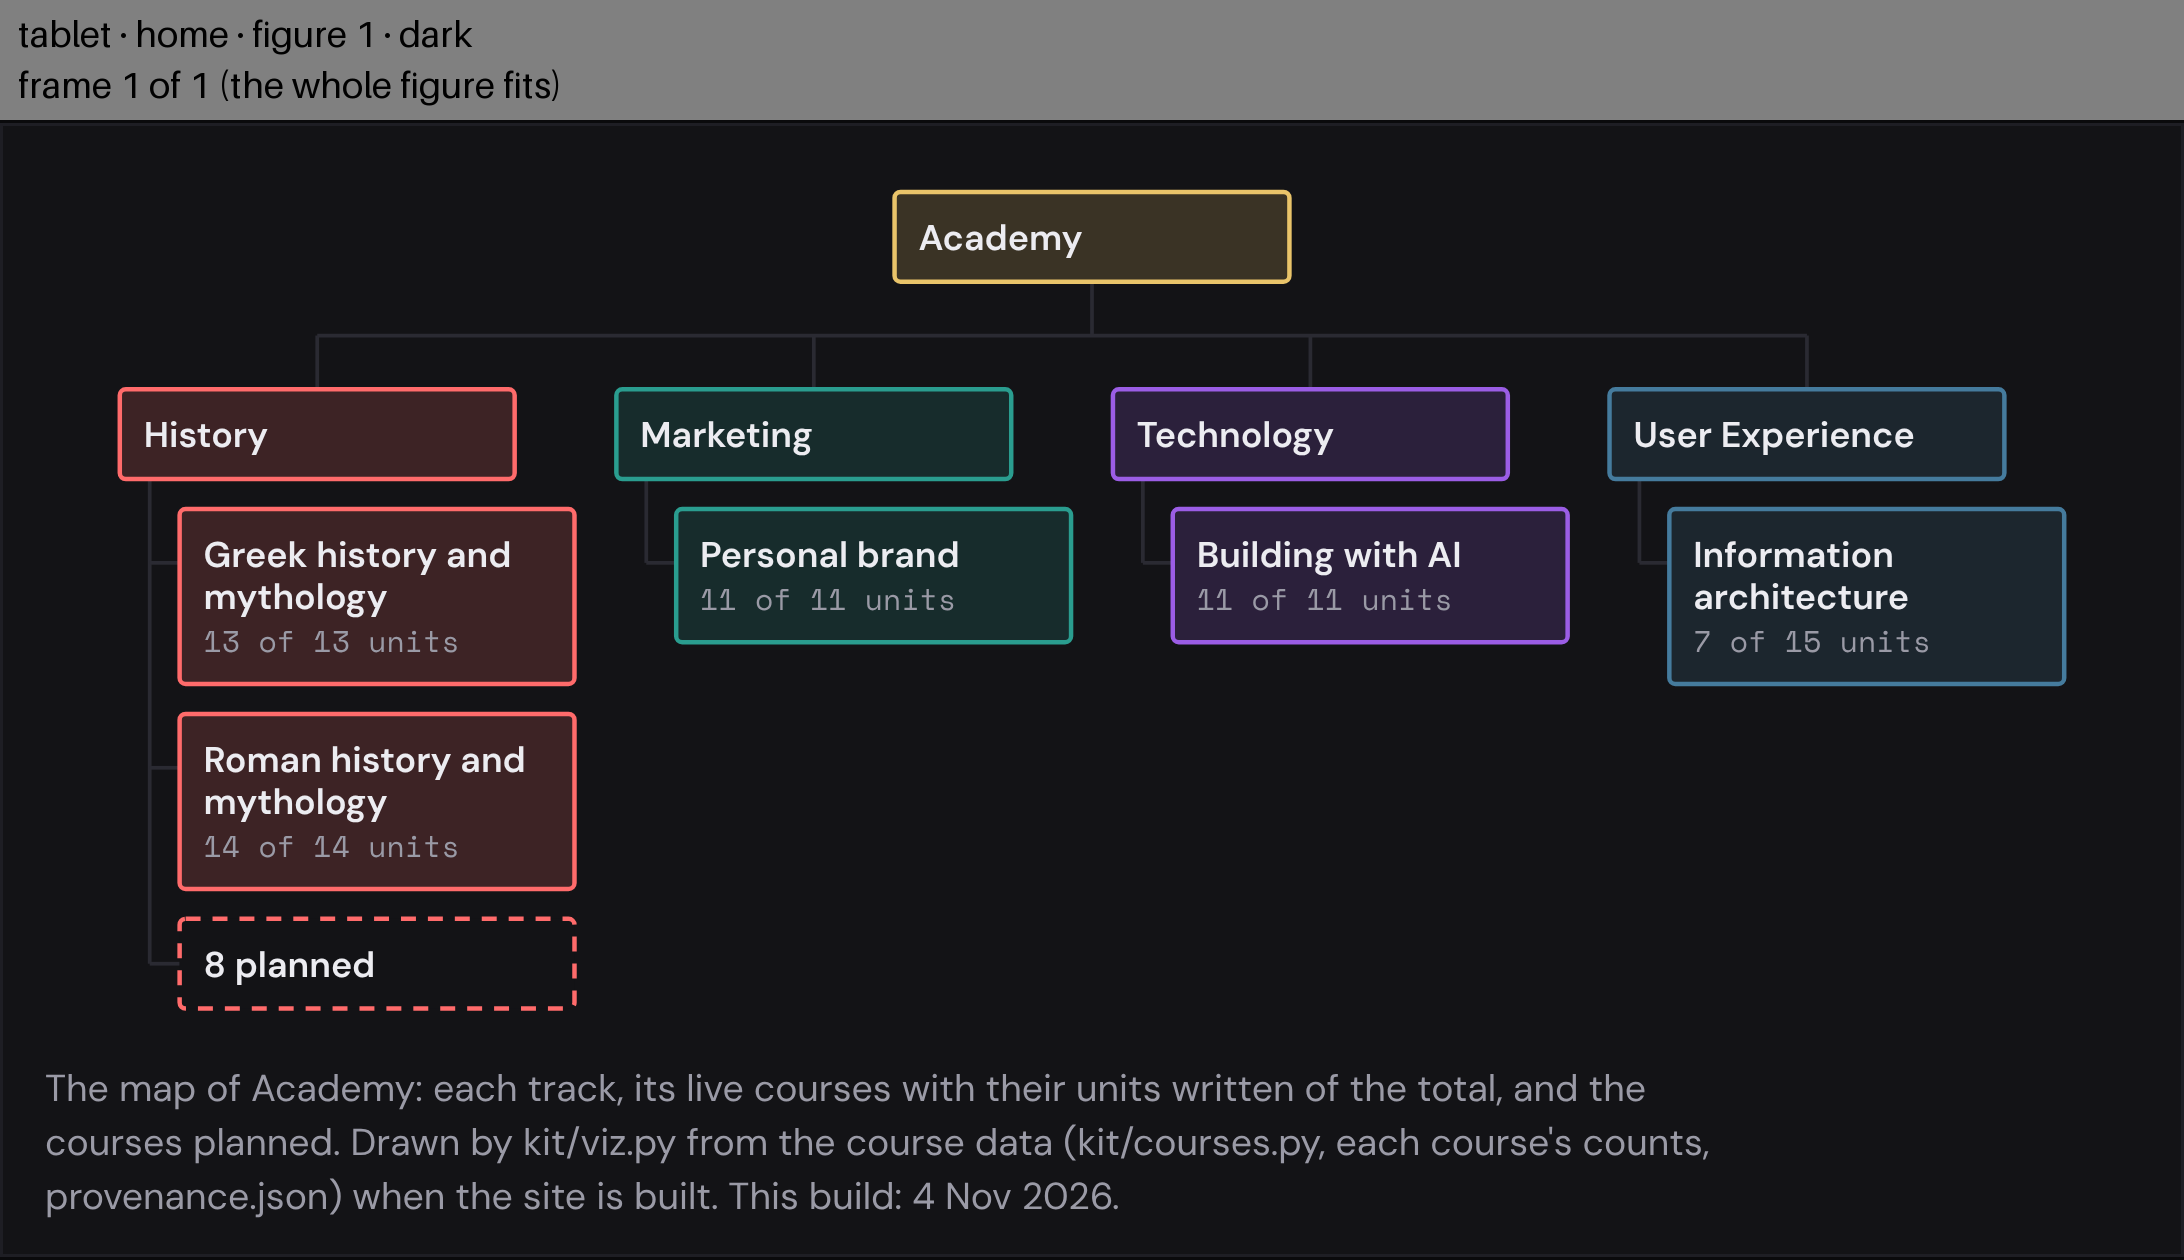 tablet · home · figure 1 · dark
frame 1 of 1 (the whole figure fits)
Academy
History
Marketing
Technology
User Experience
Greek history and
mythology
13 of 13 units
Personal brand
11 of 11 units
Building with AI
11 of 11 units
Information
architecture
7 of 15 units
Roman history and
mythology
14 of 14 units
8 planned
The map of Academy: each track, its live courses with their units written of the total, and the
courses planned. Drawn by kit/viz.py from the course data (kit/courses.py, each course's counts,
provenance.json) when the site is built. This build: 4 Nov 2026.